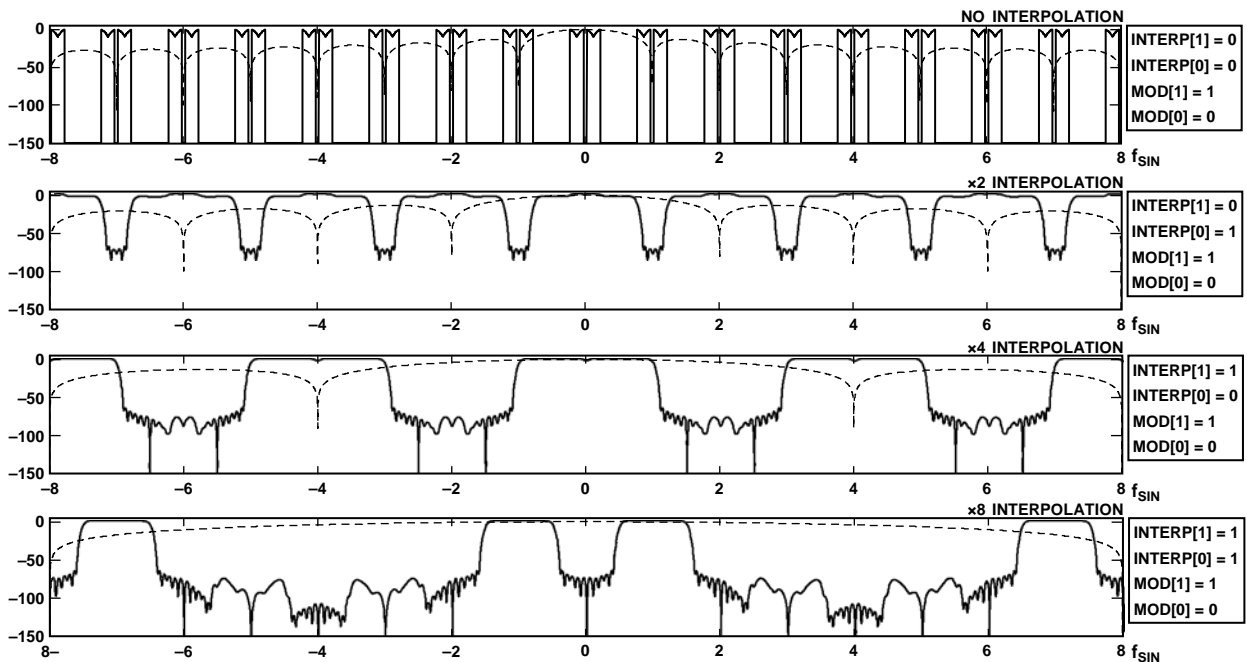 NO INTERPOLATION
0
–50
–100
–150
–8 –6 –4 –2 0 2 4 6 8 fSIN
INTERP[1] = 0
INTERP[0] = 0
MOD[1] = 1
MOD[0] = 0
×2 INTERPOLATION
0
–50
–100
–150
–8 –6 –4 –2 0 2 4 6 8 fSIN
INTERP[1] = 0
INTERP[0] = 1
MOD[1] = 1
MOD[0] = 0
×4 INTERPOLATION
0
–50
–100
–150
–8 –6 –4 –2 0 2 4 6 8 fSIN
INTERP[1] = 1
INTERP[0] = 0
MOD[1] = 1
MOD[0] = 0
×8 INTERPOLATION
0
–50
–100
–150
8– –6 –4 –2 0 2 4 6 8 fSIN
INTERP[1] = 1
INTERP[0] = 1
MOD[1] = 1
MOD[0] = 0